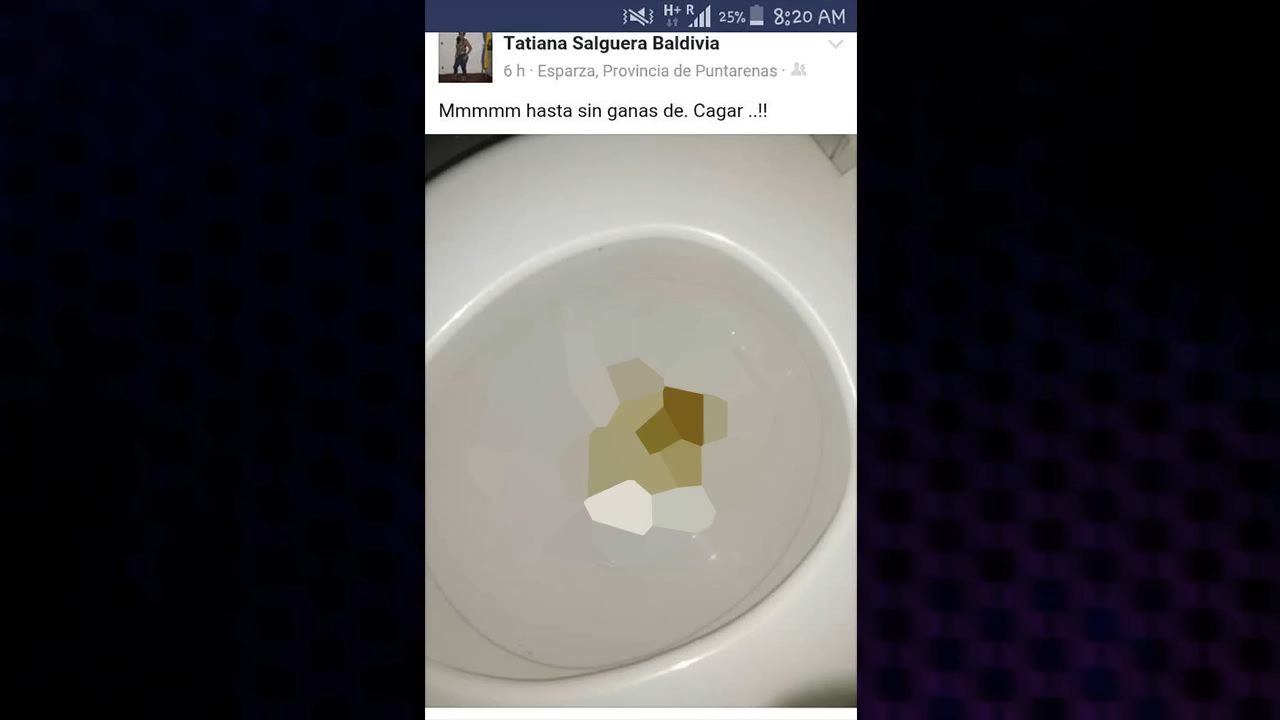 H+ R 25% 8:20 AM
Tatiana Salguera Baldivia
6 h · Esparza, Provincia de Puntarenas ·
Mmmmm hasta sin ganas de. Cagar ..!!